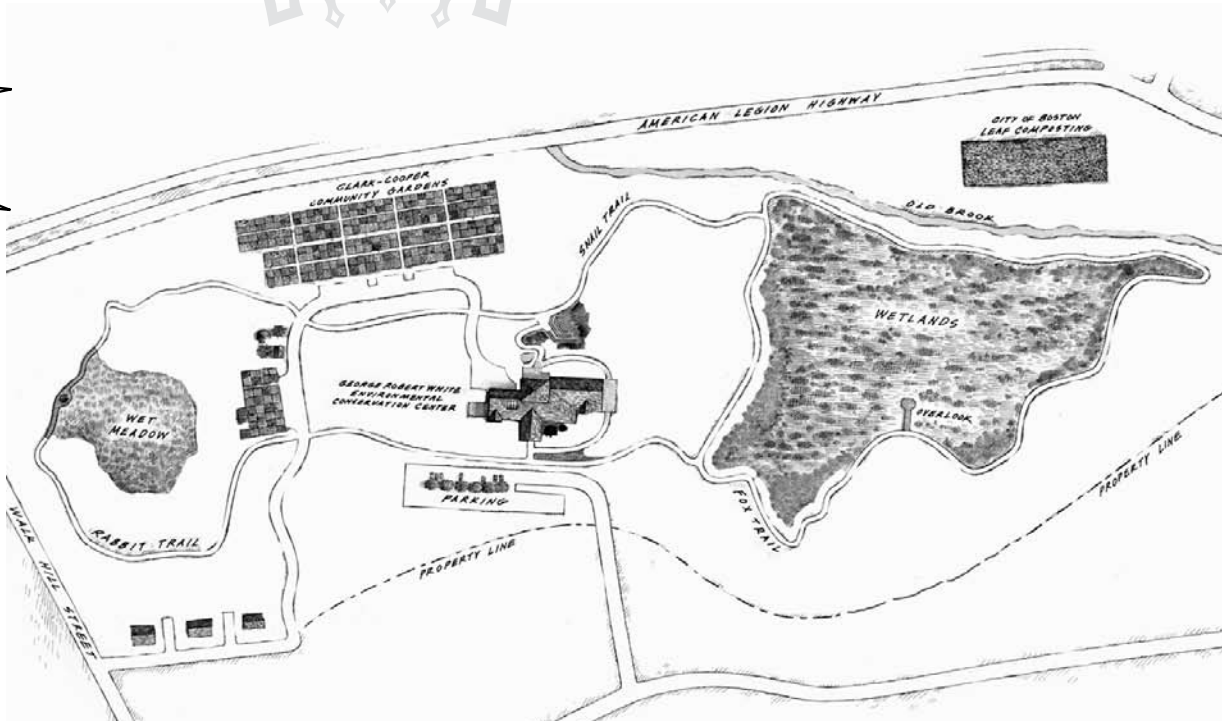 AMERICAN LEGION HIGHWAY
CITY OF BOSTON
LEAF COMPOSTING
CLARK-COOPER
COMMUNITY GARDENS
SNAIL TRAIL
OLD BROOK
WETLANDS
GEORGE ROBERT WHITE
ENVIRONMENTAL
CONSERVATION CENTER
WET
MEADOW
OVERLOOK
PARKING
FOX TRAIL
PROPERTY LINE
RABBIT TRAIL
PROPERTY LINE
WALK HILL STREET